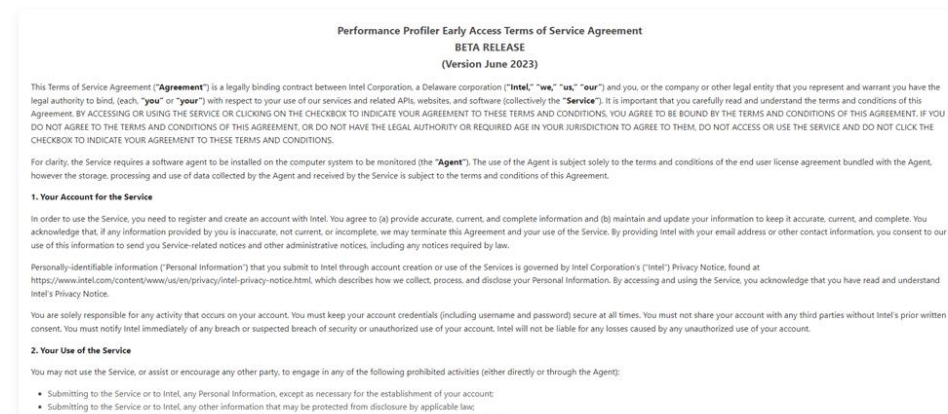 Performance Profiler Early Access Terms of Service Agreement
BETA RELEASE
(Version June 2023)
This Terms of Service Agreement ("Agreement") is a legally binding contract between Intel Corporation, a Delaware corporation ("Intel," "we," "us," "our") and you, or the company or other legal entity that you represent and warrant you have the
legal authority to bind, (each, "you" or "your") with respect to your use of our services and related APIs, websites, and software (collectively the "Service"). It is important that you carefully read and understand the terms and conditions of this
Agreement. BY ACCESSING OR USING THE SERVICE OR CLICKING ON THE CHECKBOX TO INDICATE YOUR AGREEMENT TO THESE TERMS AND CONDITIONS, YOU AGREE TO BE BOUND BY THE TERMS AND CONDITIONS OF THIS AGREEMENT. IF YOU
DO NOT AGREE TO THE TERMS AND CONDITIONS OF THIS AGREEMENT, OR DO NOT HAVE THE LEGAL AUTHORITY OR REQUIRED AGE IN YOUR JURISDICTION TO AGREE TO THEM, DO NOT ACCESS OR USE THE SERVICE AND DO NOT CLICK THE
CHECKBOX TO INDICATE YOUR AGREEMENT TO THESE TERMS AND CONDITIONS.
For clarity, the Service requires a software agent to be installed on the computer system to be monitored (the "Agent"). The use of the Agent is subject solely to the terms and conditions of the end user license agreement bundled with the Agent,
however the storage, processing and use of data collected by the Agent and received by the Service is subject to the terms and conditions of this Agreement.
1. Your Account for the Service
In order to use the Service, you need to register and create an account with Intel. You agree to (a) provide accurate, current, and complete information and (b) maintain and update your information to keep it accurate, current, and complete. You
acknowledge that, if any information provided by you is inaccurate, not current, or incomplete, we may terminate this Agreement and your use of the Service. By providing Intel with your email address or other contact information, you consent to our
use of this information to send you Service-related notices and other administrative notices, including any notices required by law.
Personally-identifiable information ("Personal Information") that you submit to Intel through account creation or use of the Services is governed by Intel Corporation's ("Intel") Privacy Notice, found at
https://www.intel.com/content/www/us/en/privacy/intel-privacy-notice.html, which describes how we collect, process, and disclose your Personal Information. By accessing and using the Service, you acknowledge that you have read and understand
Intel's Privacy Notice.
You are solely responsible for any activity that occurs on your account. You must keep your account credentials (including username and password) secure at all times. You must not share your account with any third parties without Intel's prior written
consent. You must notify Intel immediately of any breach or suspected breach of security or unauthorized use of your account. Intel will not be liable for any losses caused by any unauthorized use of your account.
2. Your Use of the Service
You may not use the Service, or assist or encourage any other party, to engage in any of the following prohibited activities (either directly or through the Agent):
• Submitting to the Service or to Intel, any Personal Information, except as necessary for the establishment of your account;
• Submitting to the Service or to Intel, any other information that may be protected from disclosure by applicable law;